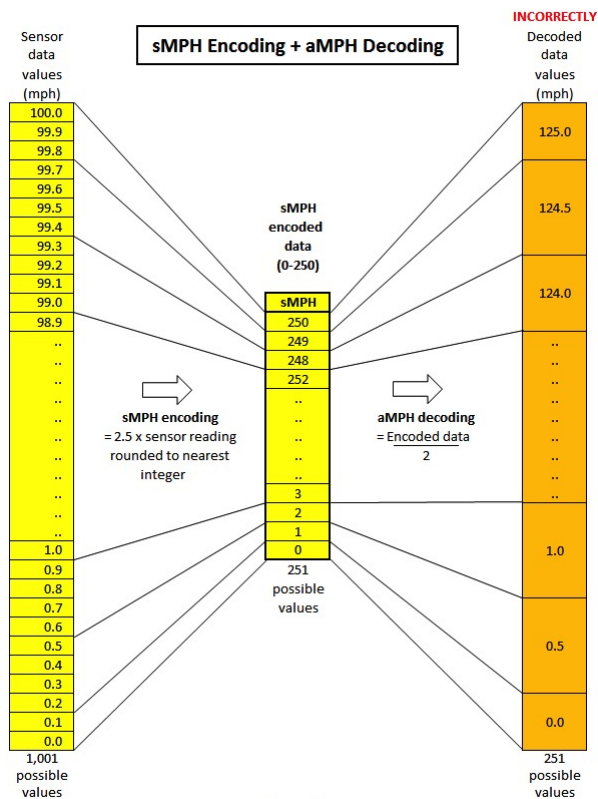 sMPH Encoding + aMPH Decoding
Sensor
data
values
(mph)
100.0
99.9
99.8
99.7
99.6
99.5
99.4
99.3
99.2
99.1
99.0
98.9
..
..
..
..
..
..
..
..
..
..
..
1.0
0.9
0.8
0.7
0.6
0.5
0.4
0.3
0.2
0.1
0.0
1,001
possible
values
sMPH encoding
= 2.5 x sensor reading
rounded to nearest
integer
sMPH
encoded
data
(0-250)
sMPH
250
249
248
252
..
..
..
..
..
3
2
1
0
251
possible
values
aMPH decoding
= Encoded data
2
INCORRECTLY
Decoded
data
values
(mph)
125.0
124.5
124.0
..
..
..
..
..
..
..
..
..
1.0
0.5
0.0
251
possible
values